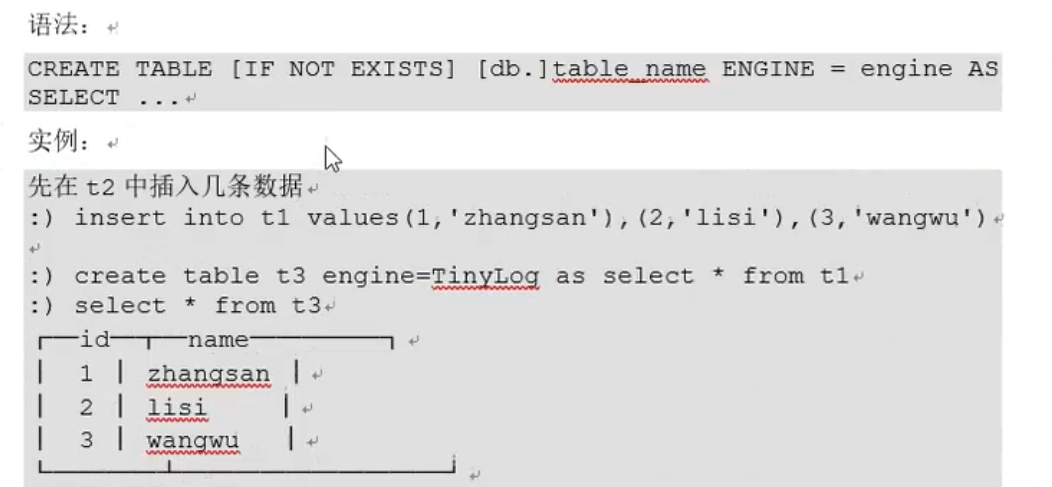 语法：
CREATE TABLE [IF NOT EXISTS] [db.]table_name ENGINE = engine AS
SELECT ...
实例：
先在 t2 中插入几条数据
:) insert into t1 values(1,'zhangsan'),(2,'lisi'),(3,'wangwu')
:) create table t3 engine=TinyLog as select * from t1
:) select * from t3
┌──id──┬──name─────────┐
│ 1 │ zhangsan │
│ 2 │ lisi │
│ 3 │ wangwu │
└────────┴──────────────────┘